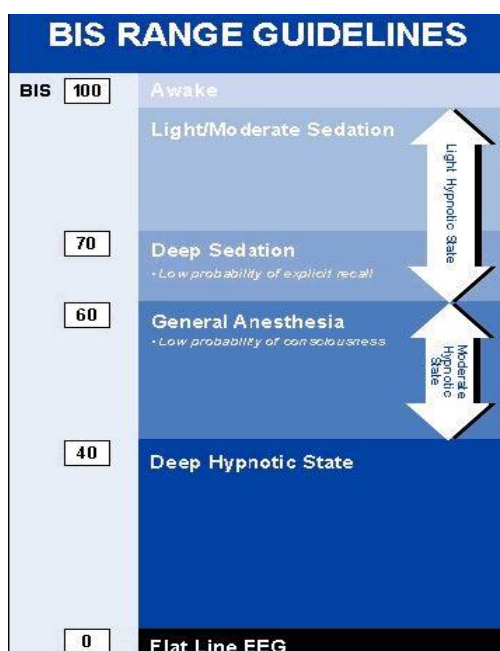 BIS RANGE GUIDELINES
BIS 100 Awake
Light/Moderate Sedation
Light Hypnotic State
70 Deep Sedation
• Low probability of explicit recall
60 General Anesthesia
• Low probability of consciousness
Moderate
Hypnotic
State
40 Deep Hypnotic State
0 Flat Line EEG